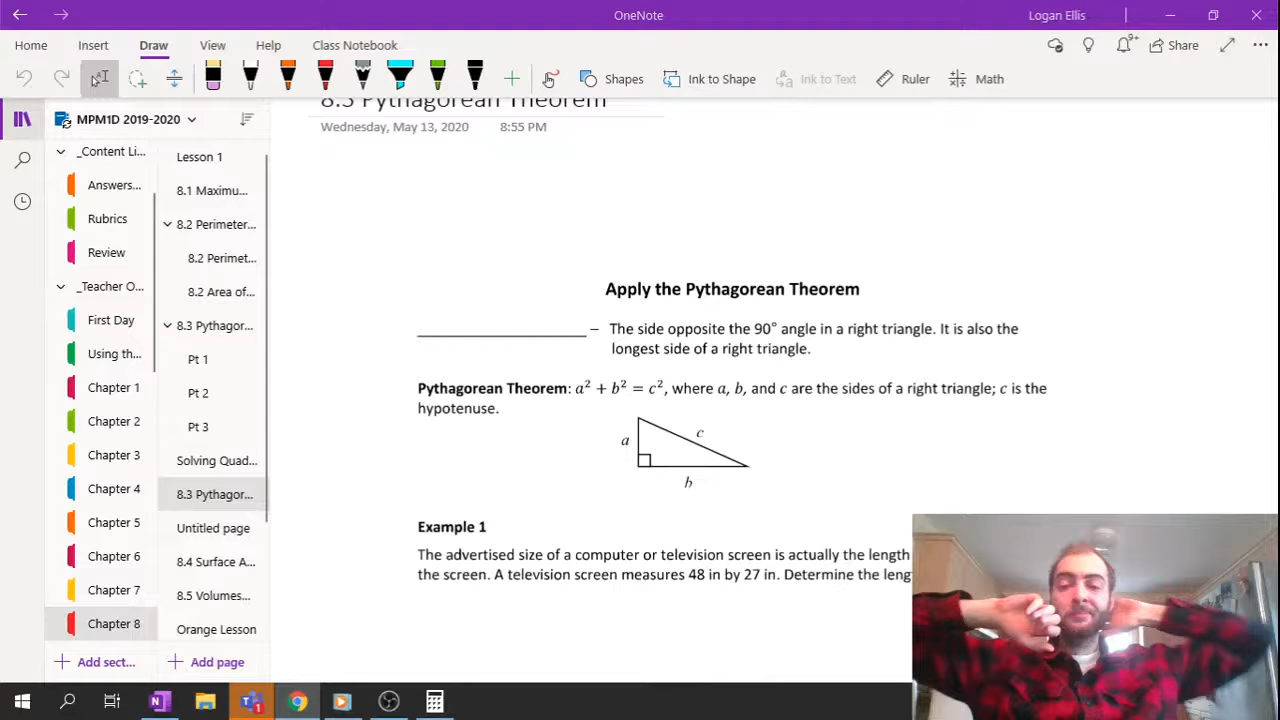 OneNote
Logan Ellis
Home Insert Draw View Help Class Notebook
9+ Share
Shapes Ink to Shape Ink to Text Ruler Math
MPM1D 2019-2020
_Content Li...
Answers...
Rubrics
Review
_Teacher O...
First Day
Using th...
Chapter 1
Chapter 2
Chapter 3
Chapter 4
Chapter 5
Chapter 6
Chapter 7
Chapter 8
Add sect...
Lesson 1
8.1 Maximu...
8.2 Perimeter...
8.2 Perimet...
8.2 Area of...
8.3 Pythagor...
Pt 1
Pt 2
Pt 3
Solving Quad...
8.3 Pythagor...
Untitled page
8.4 Surface A...
8.5 Volumes...
Orange Lesson
Add page
8.3 Pythagorean Theorem
Wednesday, May 13, 2020 8:55 PM
Apply the Pythagorean Theorem
– The side opposite the 90° angle in a right triangle. It is also the
longest side of a right triangle.
Pythagorean Theorem: a² + b² = c², where a, b, and c are the sides of a right triangle; c is the
hypotenuse.
a c
b
Example 1
The advertised size of a computer or television screen is actually the length
the screen. A television screen measures 48 in by 27 in. Determine the leng